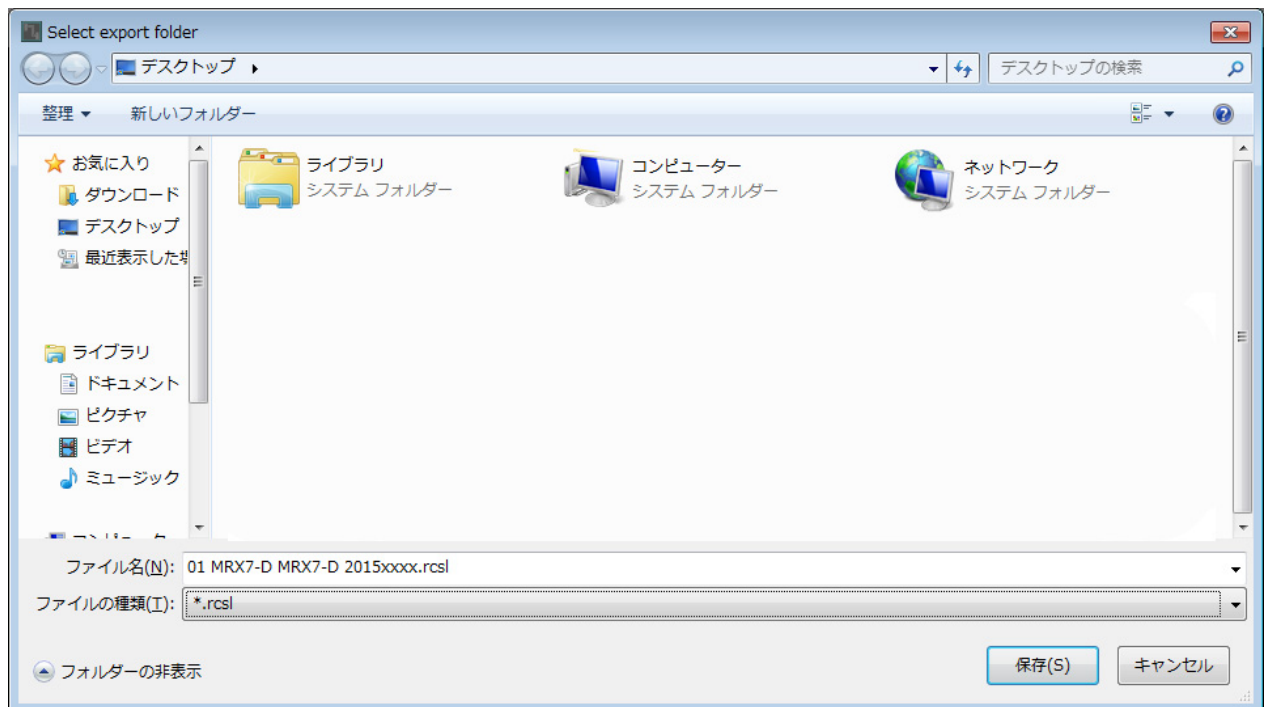 Select export folder
デスクトップ
デスクトップの検索
整理
新しいフォルダー
お気に入り
ダウンロード
デスクトップ
最近表示した場
ライブラリ
ドキュメント
ピクチャ
ビデオ
ミュージック
ライブラリ
システム フォルダー
コンピューター
システム フォルダー
ネットワーク
システム フォルダー
ファイル名(N): 01 MRX7-D MRX7-D 2015xxxx.rcsl
ファイルの種類(T): *.rcsl
フォルダーの非表示
保存(S)
キャンセル